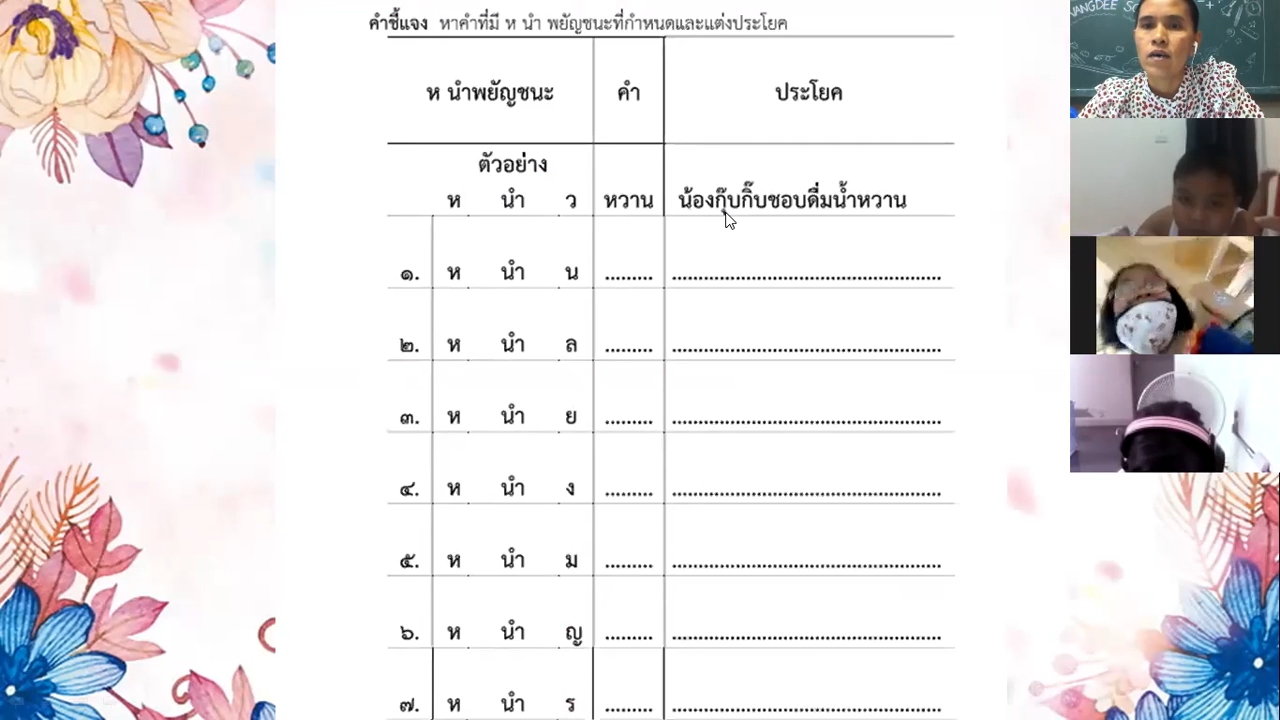 คำชี้แจง หาคำที่มี ห นำ พยัญชนะที่กำหนดและแต่งประโยค
ห นำพยัญชนะ คำ ประโยค
ตัวอย่าง
ห นำ ว หวาน น้องกุ๊บกิ๊บชอบดื่มน้ำหวาน
๑. ห นำ น ......... ..........................................
๒. ห นำ ล ......... ..........................................
๓. ห นำ ย ......... ..........................................
๔. ห นำ ง ......... ..........................................
๕. ห นำ ม ......... ..........................................
๖. ห นำ ญ ......... ..........................................
๗. ห นำ ร ......... ..........................................